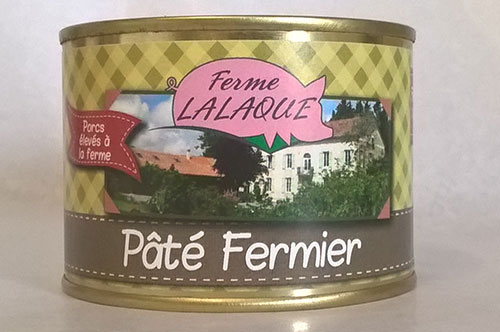 Ferme
LALAQUE
Porcs
élevés à
la ferme
Pâté Fermier